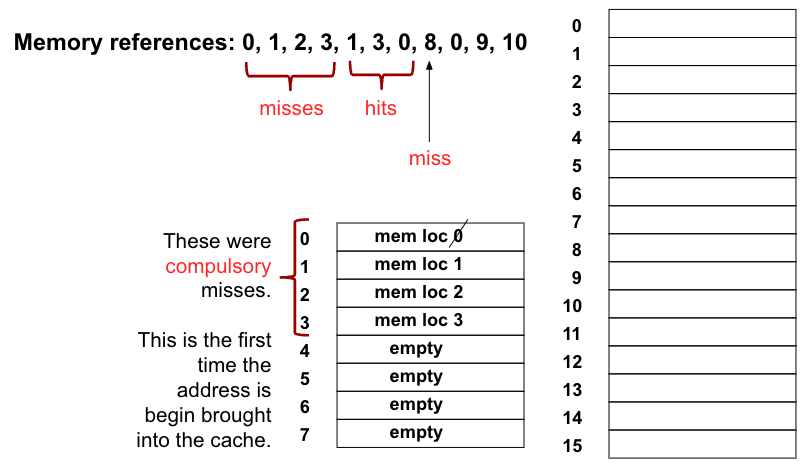 Memory references: 0, 1, 2, 3, 1, 3, 0, 8, 0, 9, 10
misses
hits
miss
These were
compulsory
misses.
This is the first
time the
address is
begin brought
into the cache.
0 mem loc 0
1 mem loc 1
2 mem loc 2
3 mem loc 3
4 empty
5 empty
6 empty
7 empty
0
1
2
3
4
5
6
7
8
9
10
11
12
13
14
15